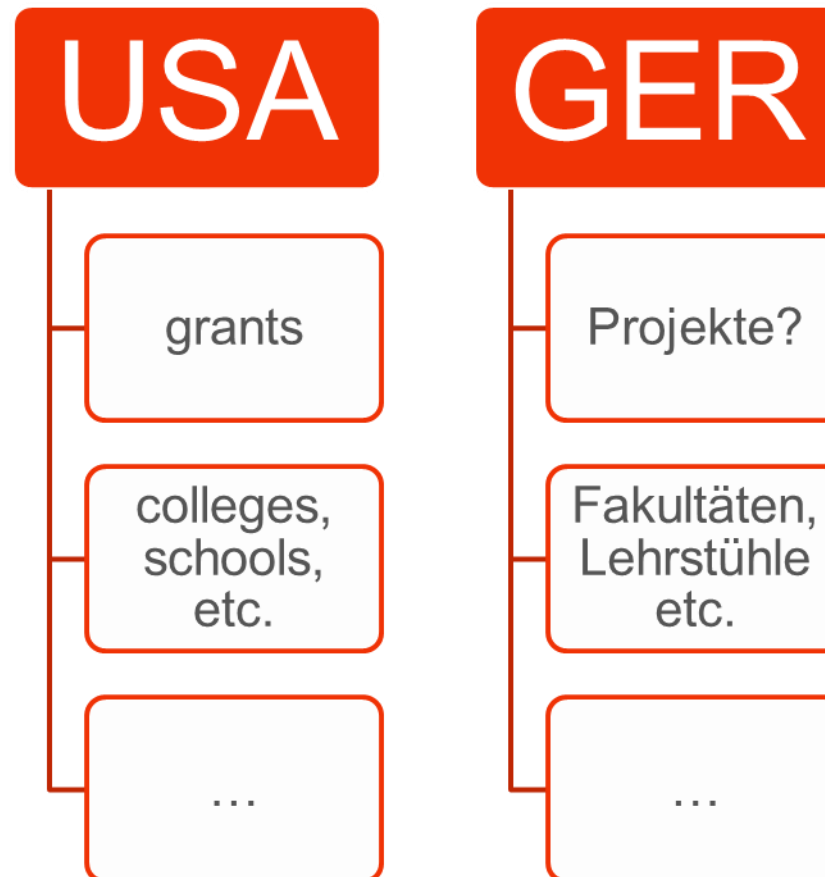 USA
grants
colleges,
schools,
etc.
...
GER
Projekte?
Fakultäten,
Lehrstühle
etc.
...